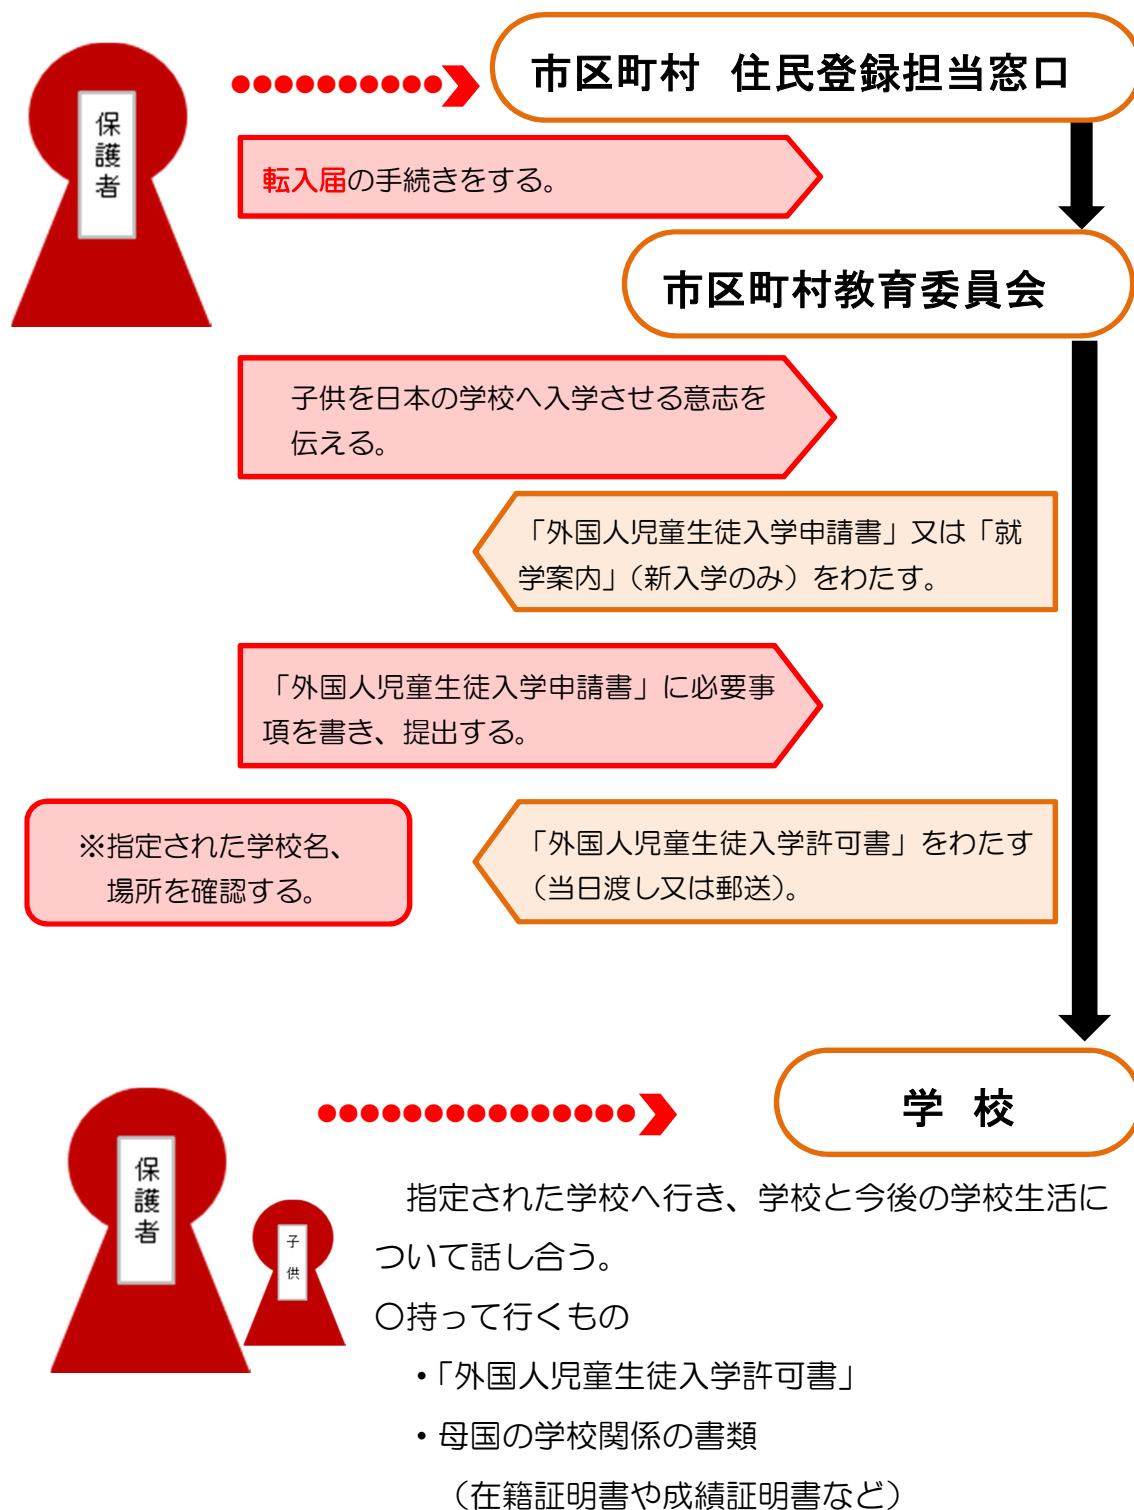 市区町村 住民登録担当窓口
保護者
転入届の手続きをする。
市区町村教育委員会
子供を日本の学校へ入学させる意志を
伝える。
「外国人児童生徒入学申請書」又は「就
学案内」（新入学のみ）をわたす。
「外国人児童生徒入学申請書」に必要事
項を書き、提出する。
※指定された学校名、
場所を確認する。
「外国人児童生徒入学許可書」をわたす
（当日渡し又は郵送）。
学 校
保護者
子供
指定された学校へ行き、学校と今後の学校生活に
ついて話し合う。
〇持って行くもの
・「外国人児童生徒入学許可書」
・母国の学校関係の書類
（在籍証明書や成績証明書など）